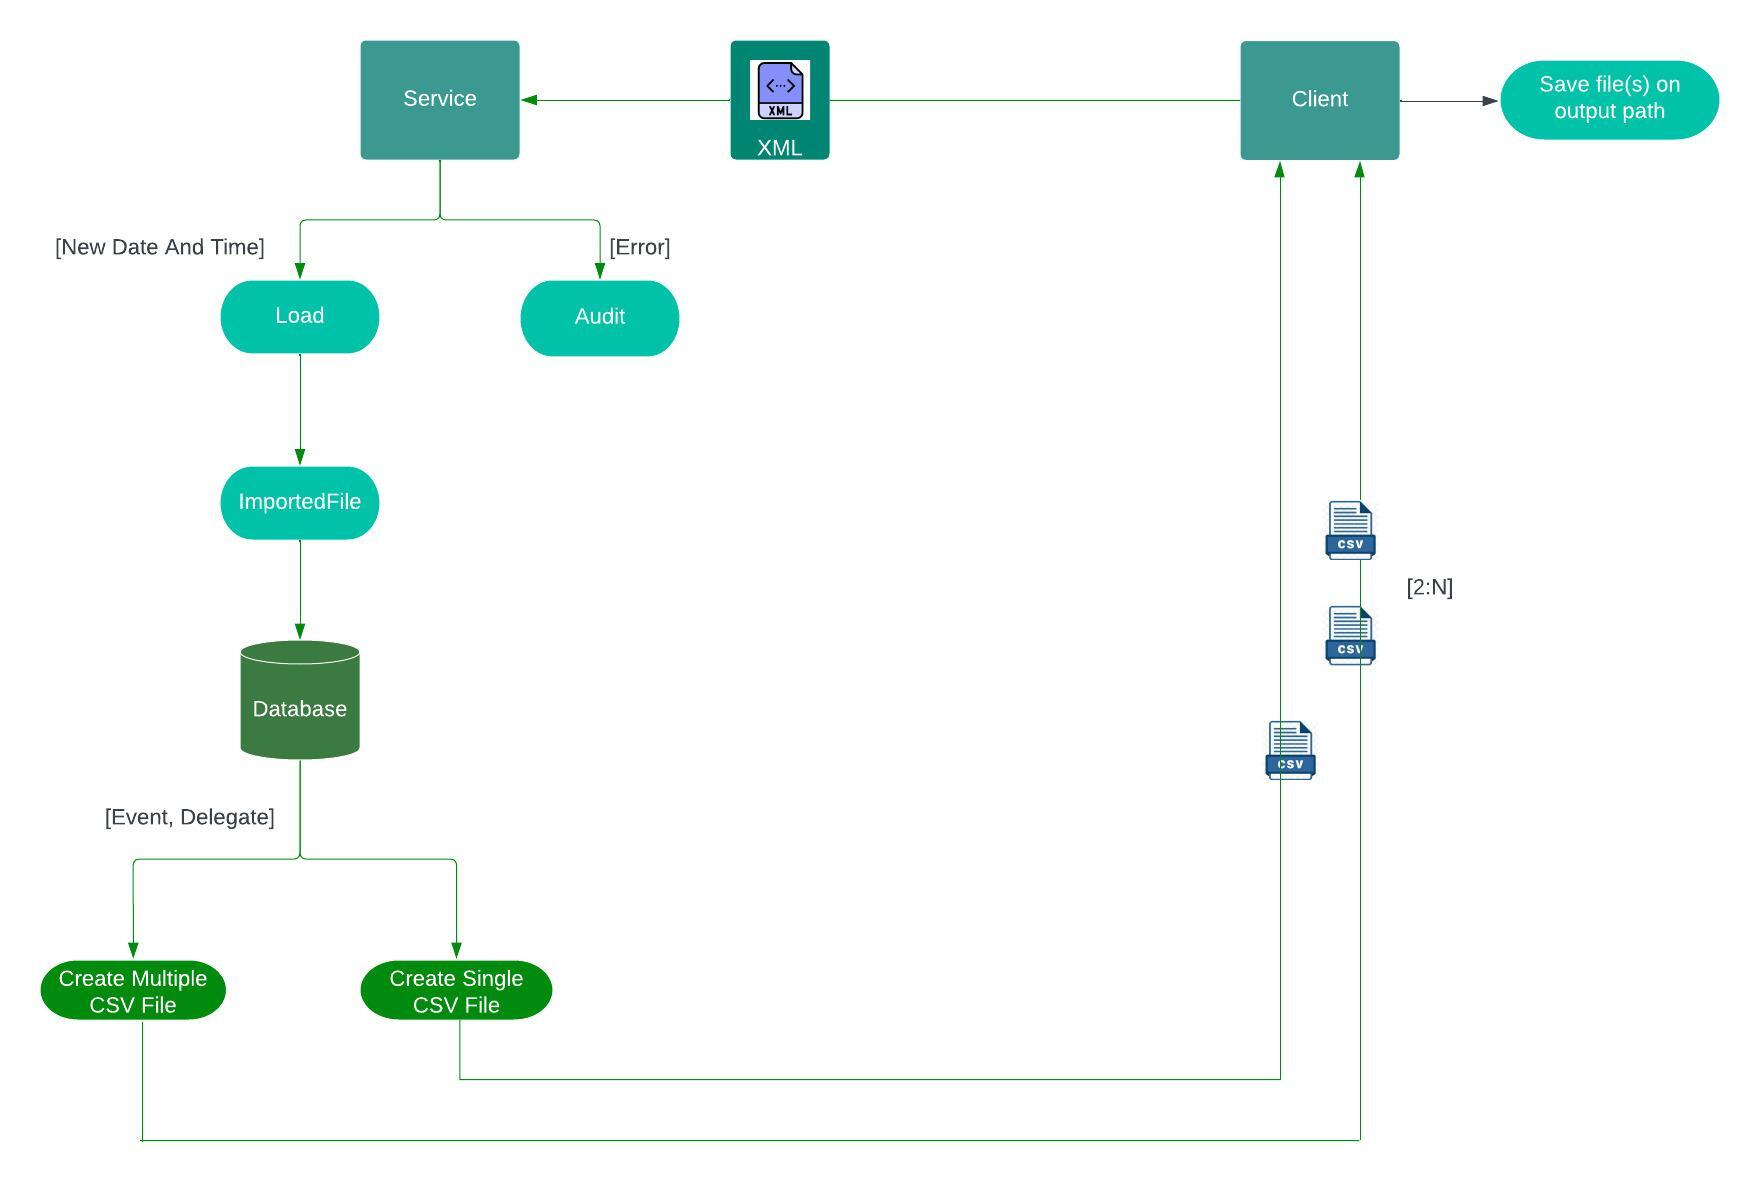 Service
XML
XML
Client
Save file(s) on
output path
[New Date And Time]
[Error]
Load
Audit
ImportedFile
CSV
[2:N]
CSV
Database
CSV
[Event, Delegate]
Create Multiple
CSV File
Create Single
CSV File